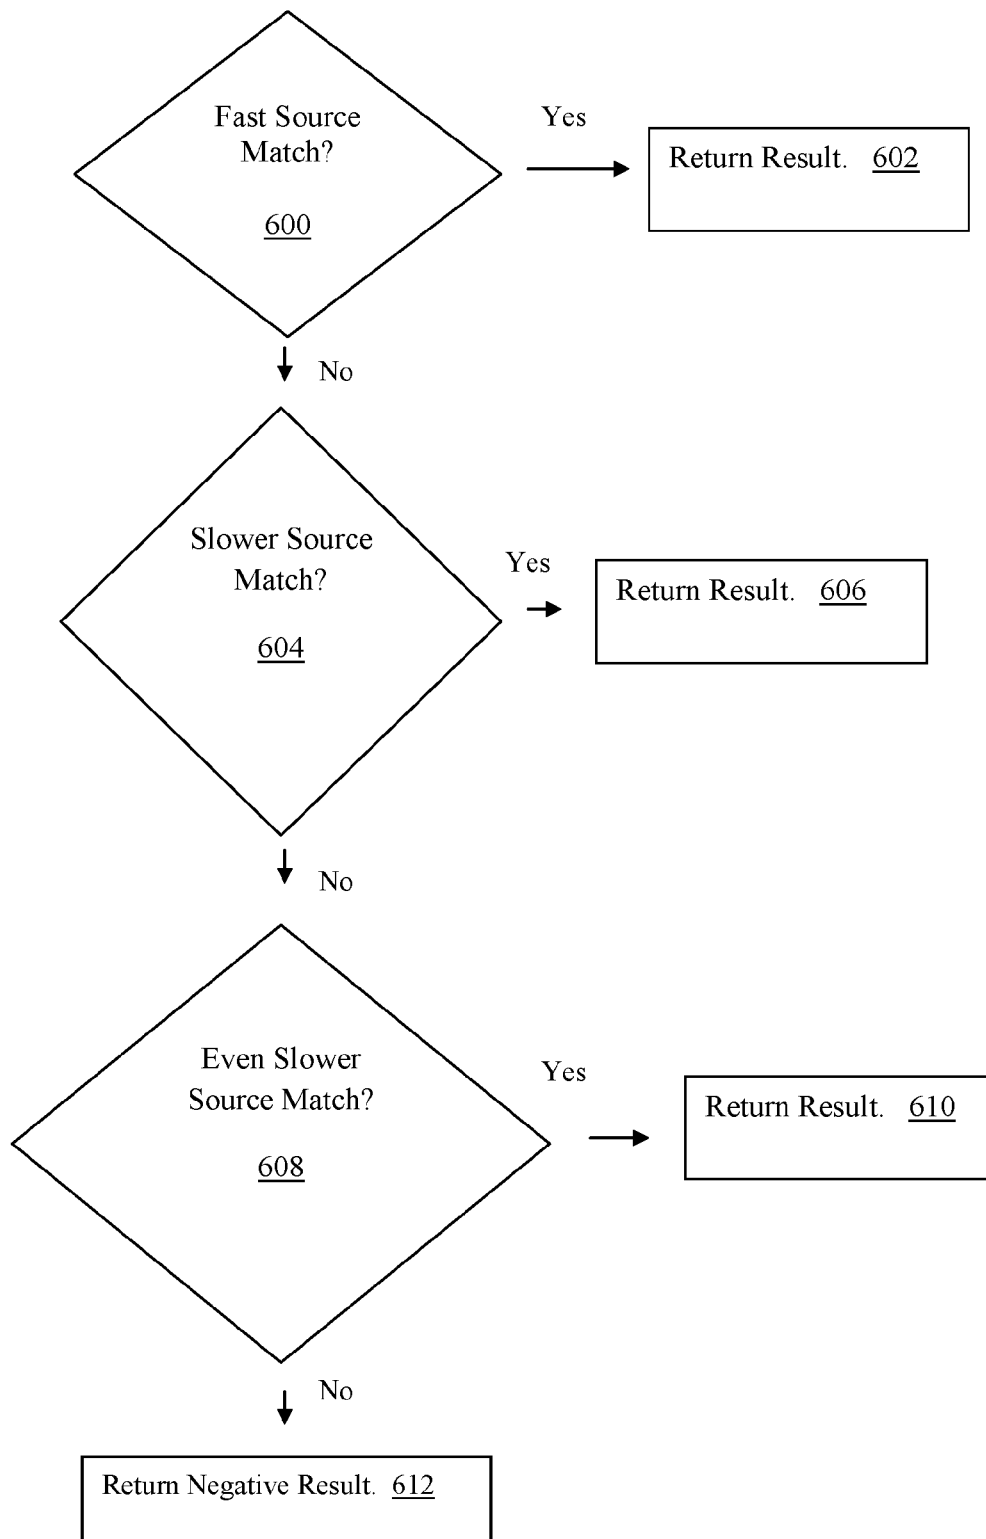 Fast Source
Match?
600
Yes
Return Result. 602
No
Slower Source
Match?
604
Yes
Return Result. 606
No
Even Slower
Source Match?
608
Yes
Return Result. 610
No
Return Negative Result. 612